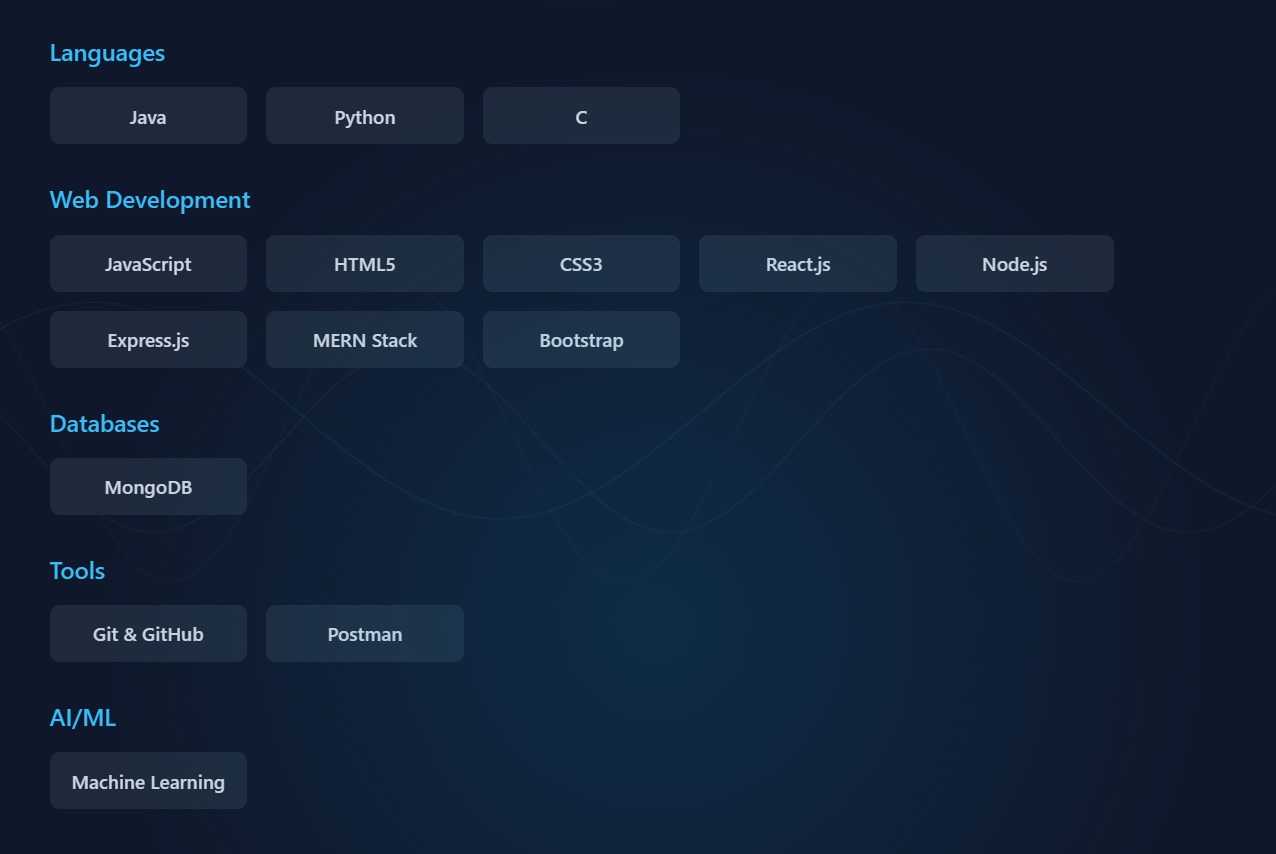 Languages
Java Python C
Web Development
JavaScript HTML5 CSS3 React.js Node.js
Express.js MERN Stack Bootstrap
Databases
MongoDB
Tools
Git & GitHub Postman
AI/ML
Machine Learning